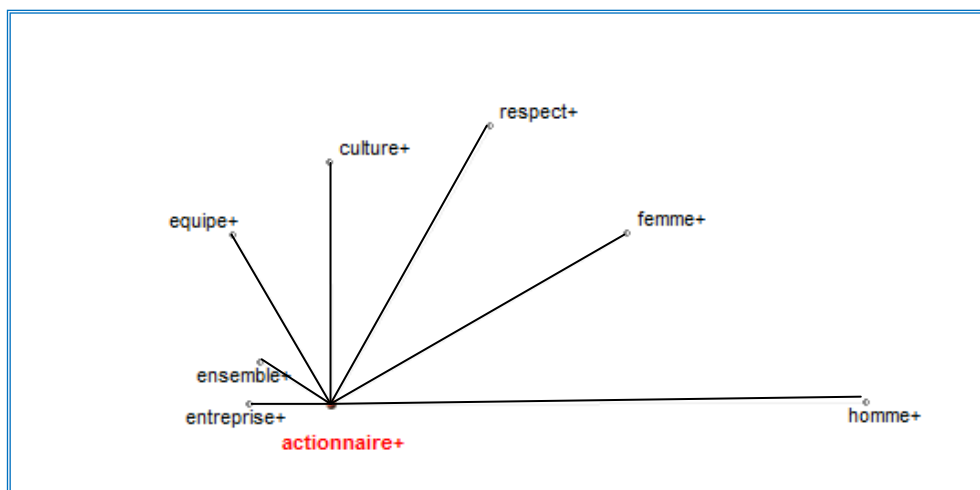 respect+
culture+
equipe+
femme+
ensemble+
entreprise+
homme+
actionnaire+